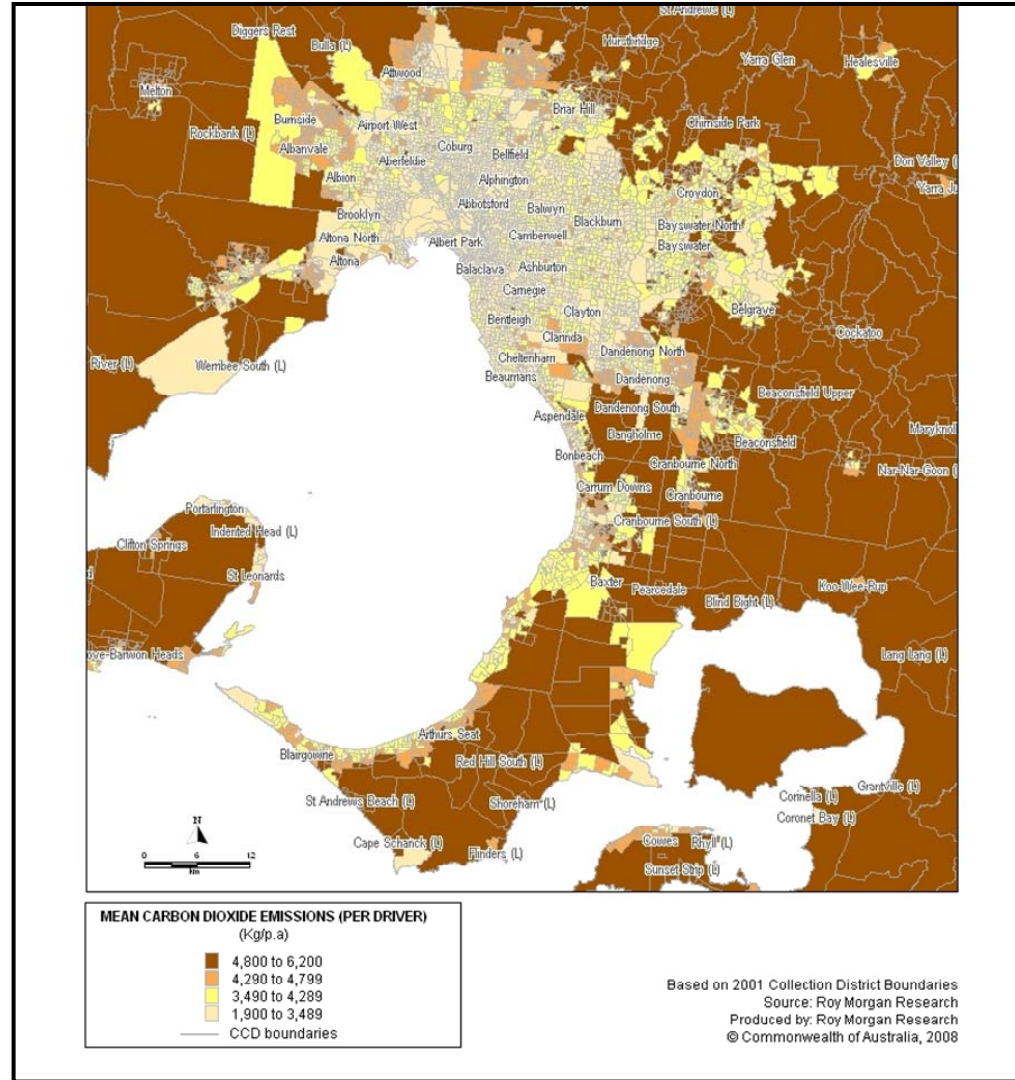 St.Andrews (L)
Diggers Rest
Bulla (L)
Hurstbridge
Yarra Glen
Healesville
Attwood
Melton
Briar Hill
Burnside
Airport West
Chirnside Park
Rockbank (L)
Coburg
Bellfield
Albanvale
Aberfeldie
Don Valley (
Albion
Alphington
Croydon
Yarra Ju
Abbotsford
Balwyn
Brooklyn
Blackburn
Bayswater North
Altona North
Albert Park
Camberwell
Bayswater
Altona
Balaclava
Ashburton
Carnegie
Belgrave
Bentleigh
Clayton
Cockatoo
Clarinda
Cheltenham
Dandenong North
River (L)
Werribee South (L)
Beaumaris
Dandenong
Beaconsfield Upper
Aspendale
Dandenong South
Maryknoll
Bangholme
Beaconsfield
Bonbeach
Cranbourne North
Nar-Nar-Goon (
Carrum Downs
Cranbourne
Portarlington
Cranbourne South (L)
Indented Head (L)
Clifton Springs
St Leonards
Baxter
Pearcedale
Koo-Wee-Rup
Blind Bight (L)
ove-Barwon Heads
Lang Lang (L)
Arthurs Seat
Blairgowrie
Red Hill South (L)
Grantville (L)
St Andrews Beach (L)
Shoreham (L)
Corinella (L)
Coronet Bay (L)
N
Cape Schanck (L)
Flinders (L)
Cowes
Rhyll (L)
Sunset Strip (L)
0 6 12
km
MEAN CARBON DIOXIDE EMISSIONS (PER DRIVER)
(Kg/p.a)
4,800 to 6,200
4,290 to 4,799
3,490 to 4,289
1,900 to 3,489
CCD boundaries
Based on 2001 Collection District Boundaries
Source: Roy Morgan Research
Produced by: Roy Morgan Research
© Commonwealth of Australia, 2008